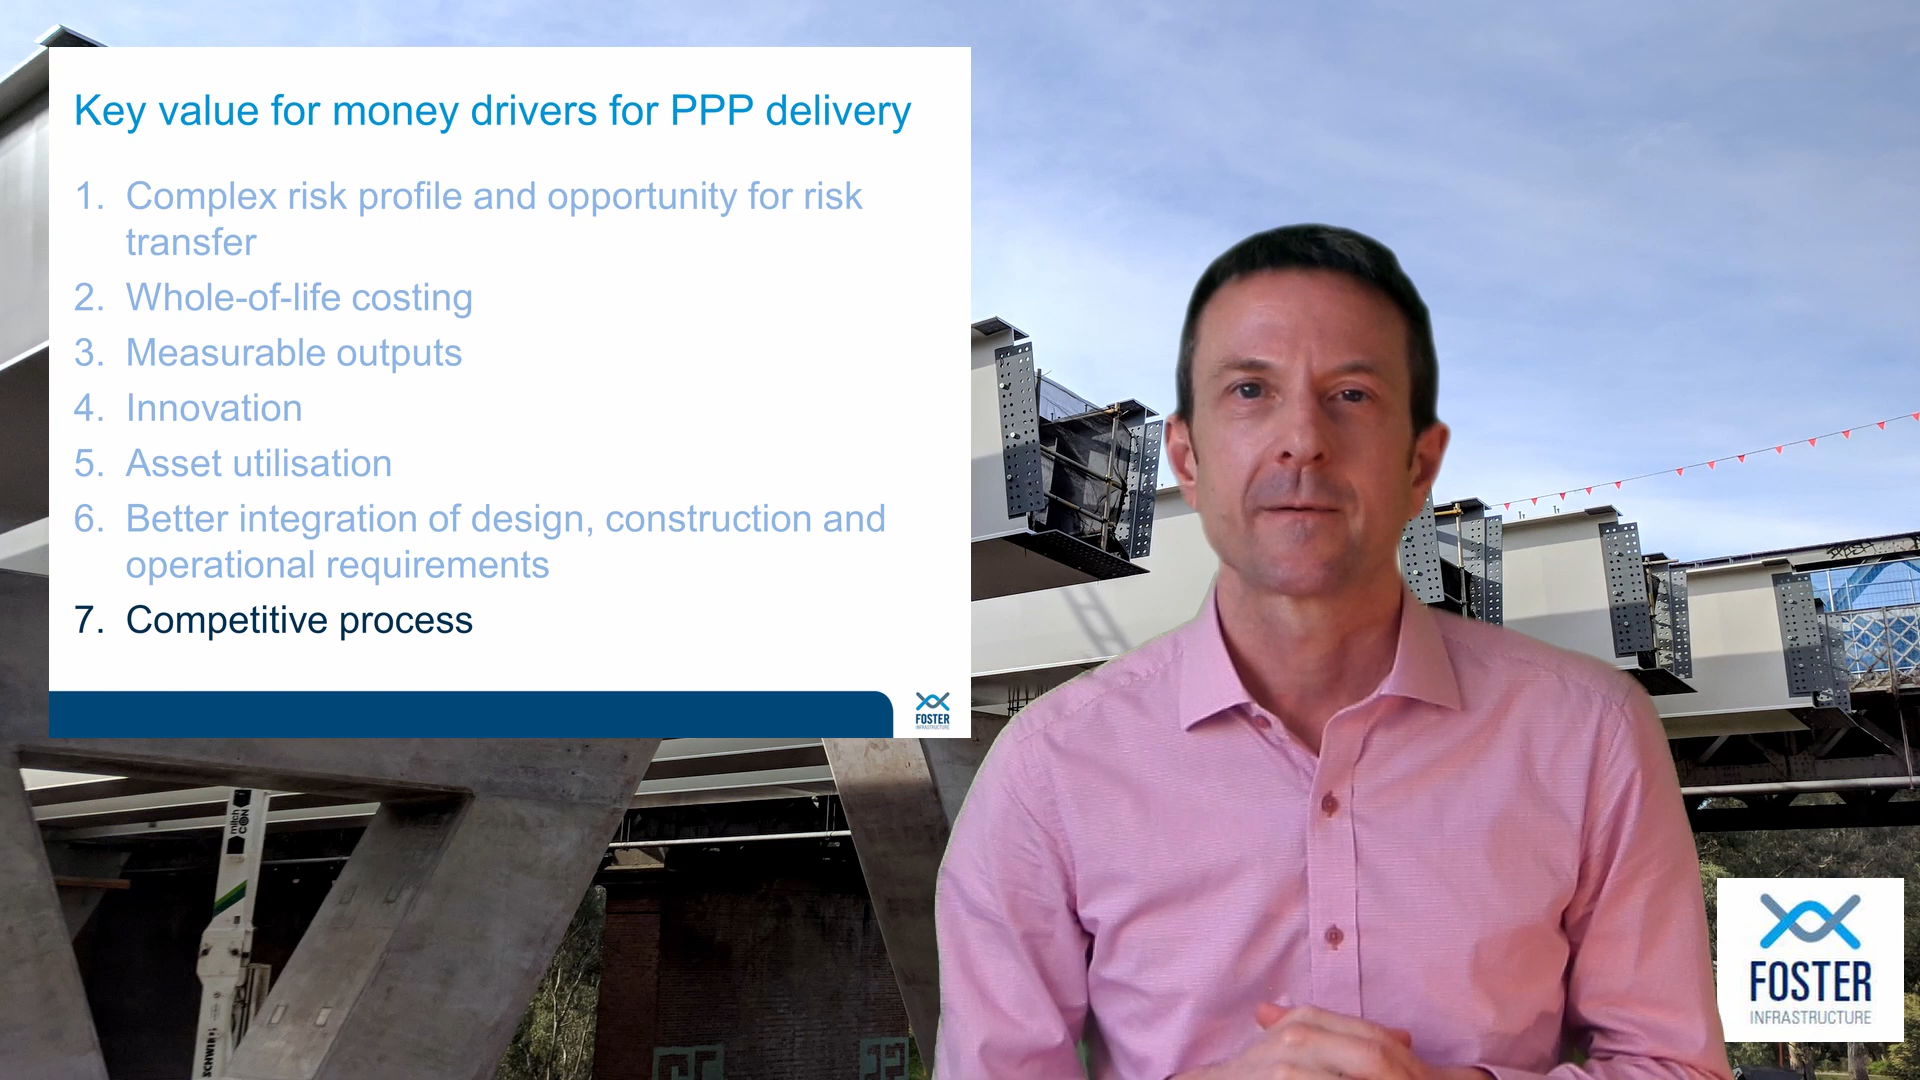 Key value for money drivers for PPP delivery
1. Complex risk profile and opportunity for risk
transfer
2. Whole-of-life costing
3. Measurable outputs
4. Innovation
5. Asset utilisation
6. Better integration of design, construction and
operational requirements
7. Competitive process
FOSTER
INFRASTRUCTURE
FOSTER
INFRASTRUCTURE